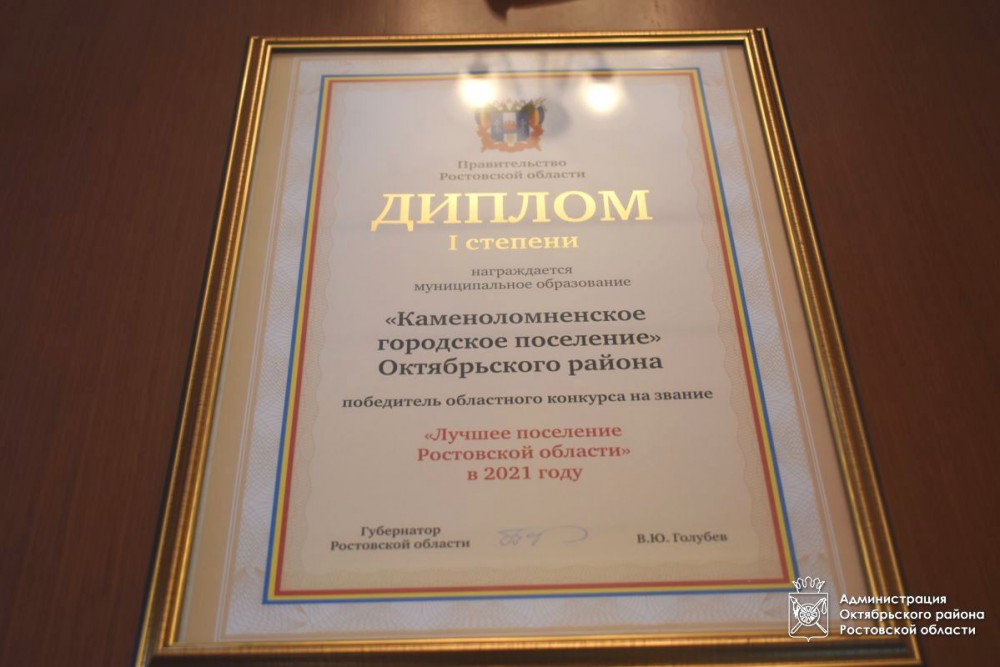 Правительство
Ростовской области
ДИПЛОМ
I степени
награждается
муниципальное образование
«Каменоломненское
городское поселение»
Октябрьского района
победитель областного конкурса на звание
«Лучшее поселение
Ростовской области»
в 2021 году
Губернатор
Ростовской области
В.Ю. Голубев
Администрация
Октябрьского района
Ростовской области